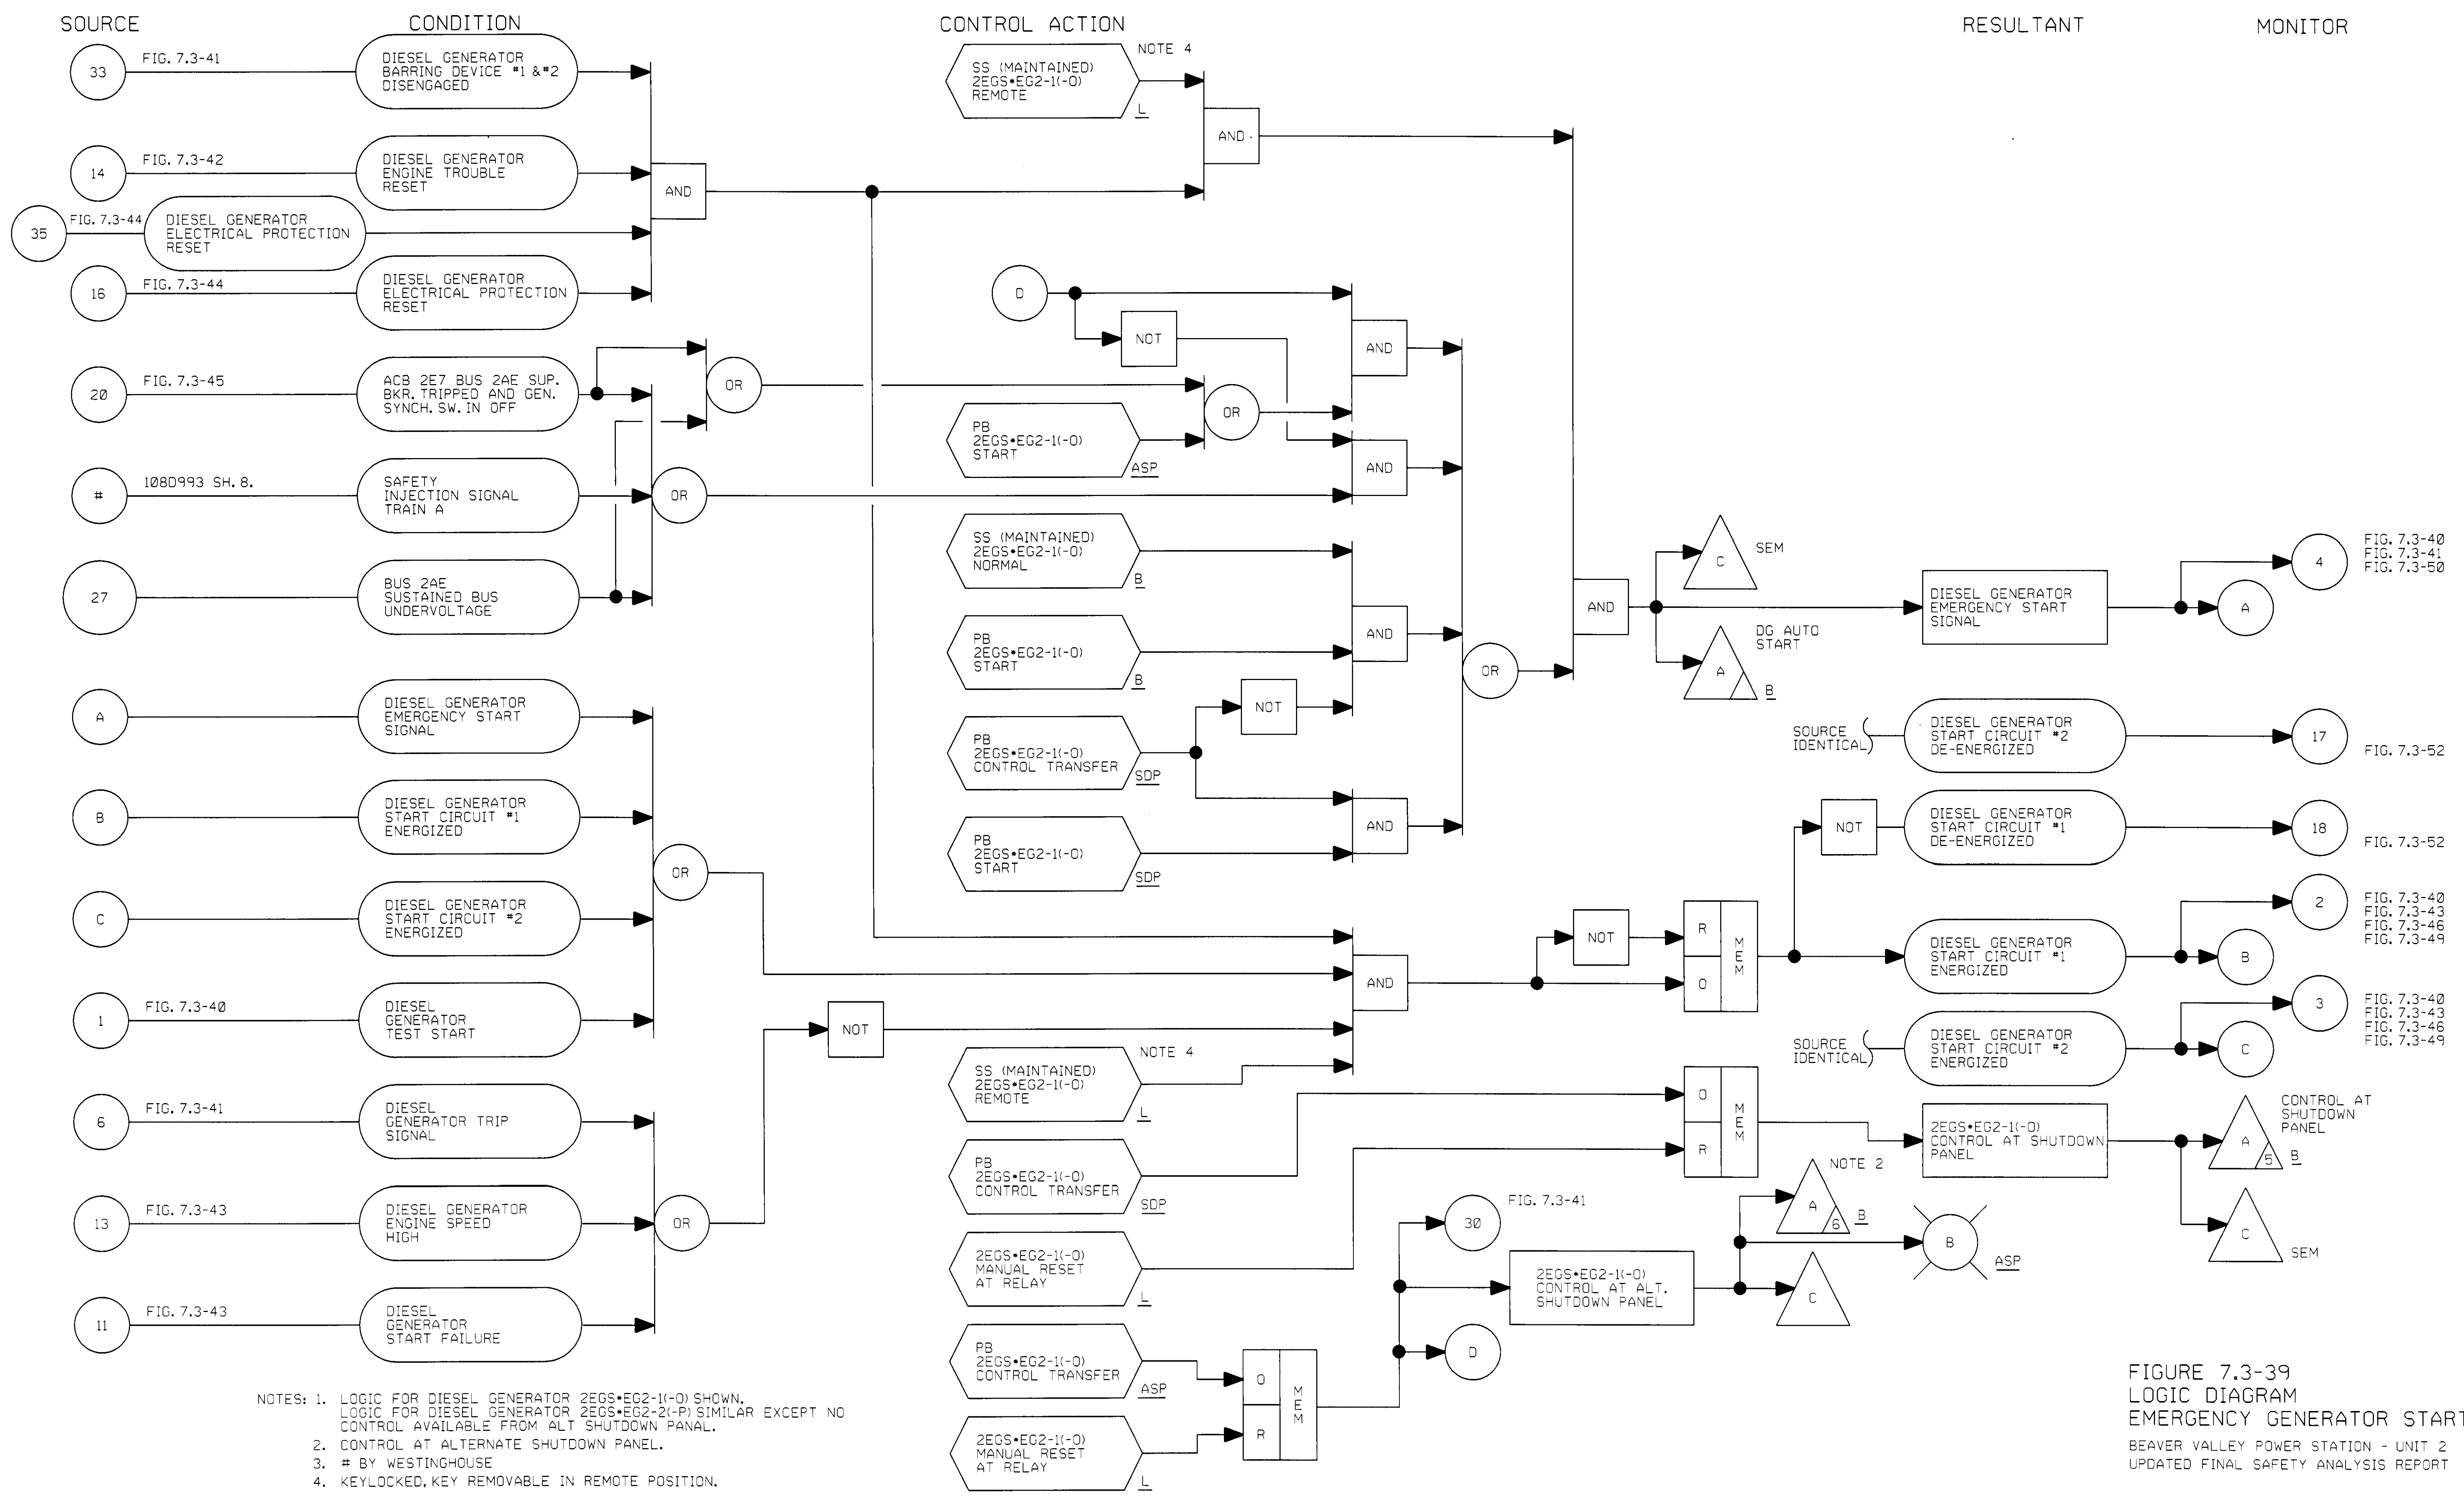 SOURCE
CONDITION
CONTROL ACTION
RESULTANT
MONITOR
33
FIG. 7.3-41
DIESEL GENERATOR
BARRING DEVICE #1 & #2
DISENGAGED
14
FIG. 7.3-42
DIESEL GENERATOR
ENGINE TROUBLE
RESET
35
FIG. 7.3-44
DIESEL GENERATOR
ELECTRICAL PROTECTION
RESET
16
FIG. 7.3-44
DIESEL GENERATOR
ELECTRICAL PROTECTION
RESET
AND
20
FIG. 7.3-45
ACB 2E7 BUS 2AE SUP.
BKR. TRIPPED AND GEN.
SYNCH. SW. IN OFF
OR
#
108D993 SH. 8.
SAFETY
INJECTION SIGNAL
TRAIN A
OR
27
BUS 2AE
SUSTAINED BUS
UNDERVOLTAGE
A
DIESEL GENERATOR
EMERGENCY START
SIGNAL
B
DIESEL GENERATOR
START CIRCUIT #1
ENERGIZED
OR
C
DIESEL GENERATOR
START CIRCUIT #2
ENERGIZED
1
FIG. 7.3-40
DIESEL
GENERATOR
TEST START
NOT
6
FIG. 7.3-41
DIESEL
GENERATOR TRIP
SIGNAL
13
FIG. 7.3-43
DIESEL GENERATOR
ENGINE SPEED
HIGH
OR
11
FIG. 7.3-43
DIESEL
GENERATOR
START FAILURE
SS (MAINTAINED)
2EGS*EG2-1(-O)
REMOTE
NOTE 4
L
AND
D
NOT
AND
OR
PB
2EGS*EG2-1(-O)
START
ASP
AND
SS (MAINTAINED)
2EGS*EG2-1(-O)
NORMAL
B
PB
2EGS*EG2-1(-O)
START
B
AND
NOT
OR
PB
2EGS*EG2-1(-O)
CONTROL TRANSFER
SDP
AND
PB
2EGS*EG2-1(-O)
START
SDP
AND
SS (MAINTAINED)
2EGS*EG2-1(-O)
REMOTE
NOTE 4
L
PB
2EGS*EG2-1(-O)
CONTROL TRANSFER
SDP
2EGS*EG2-1(-O)
MANUAL RESET
AT RELAY
L
PB
2EGS*EG2-1(-O)
CONTROL TRANSFER
ASP
2EGS*EG2-1(-O)
MANUAL RESET
AT RELAY
L
O
R
MEM
AND
C
SEM
A
DG AUTO
START
B
DIESEL GENERATOR
EMERGENCY START
SIGNAL
4
FIG. 7.3-40
FIG. 7.3-41
FIG. 7.3-50
A
SOURCE
IDENTICAL
DIESEL GENERATOR
START CIRCUIT #2
DE-ENERGIZED
17
FIG. 7.3-52
NOT
DIESEL GENERATOR
START CIRCUIT #1
DE-ENERGIZED
18
FIG. 7.3-52
NOT
R
O
MEM
DIESEL GENERATOR
START CIRCUIT #1
ENERGIZED
2
FIG. 7.3-40
FIG. 7.3-43
FIG. 7.3-46
FIG. 7.3-49
B
SOURCE
IDENTICAL
DIESEL GENERATOR
START CIRCUIT #2
ENERGIZED
3
FIG. 7.3-40
FIG. 7.3-43
FIG. 7.3-46
FIG. 7.3-49
C
O
R
MEM
2EGS*EG2-1(-O)
CONTROL AT SHUTDOWN
PANEL
A
5
B
CONTROL AT
SHUTDOWN
PANEL
C
SEM
30
FIG. 7.3-41
2EGS*EG2-1(-O)
CONTROL AT ALT.
SHUTDOWN PANEL
D
A
6
B
NOTE 2
B
ASP
C
NOTES: 1. LOGIC FOR DIESEL GENERATOR 2EGS*EG2-1(-O) SHOWN.
LOGIC FOR DIESEL GENERATOR 2EGS*EG2-2(-P) SIMILAR EXCEPT NO
CONTROL AVAILABLE FROM ALT SHUTDOWN PANAL.
2. CONTROL AT ALTERNATE SHUTDOWN PANEL.
3. # BY WESTINGHOUSE
4. KEYLOCKED, KEY REMOVABLE IN REMOTE POSITION.
FIGURE 7.3-39
LOGIC DIAGRAM
EMERGENCY GENERATOR START
BEAVER VALLEY POWER STATION - UNIT 2
UPDATED FINAL SAFETY ANALYSIS REPORT